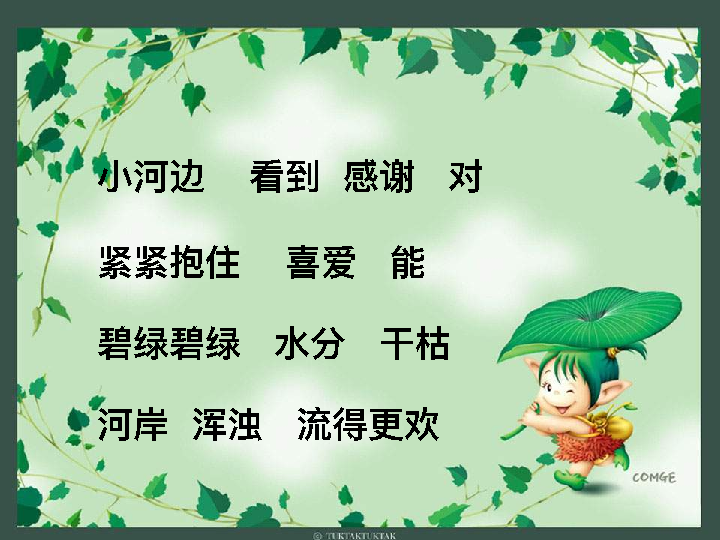 小河边 看到 感谢 对
紧紧抱住 喜爱 能
碧绿碧绿 水分 干枯
河岸 浑浊 流得更欢
COMGE
© TUKTAKTUKTAK